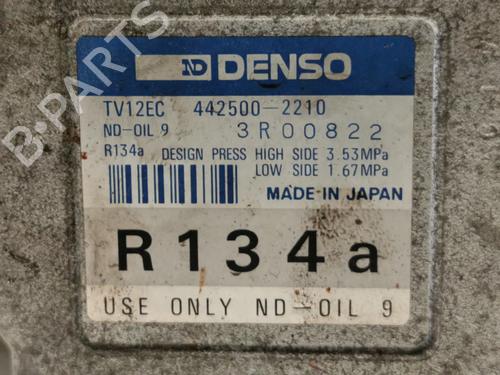 ND DENSO
TV12EC 442500-2210
ND-OIL 9 3R00822
R134a DESIGN PRESS HIGH SIDE 3.53MPa
LOW SIDE 1.67MPa
MADE IN JAPAN
R134a
USE ONLY ND-OIL 9
B-PARTS